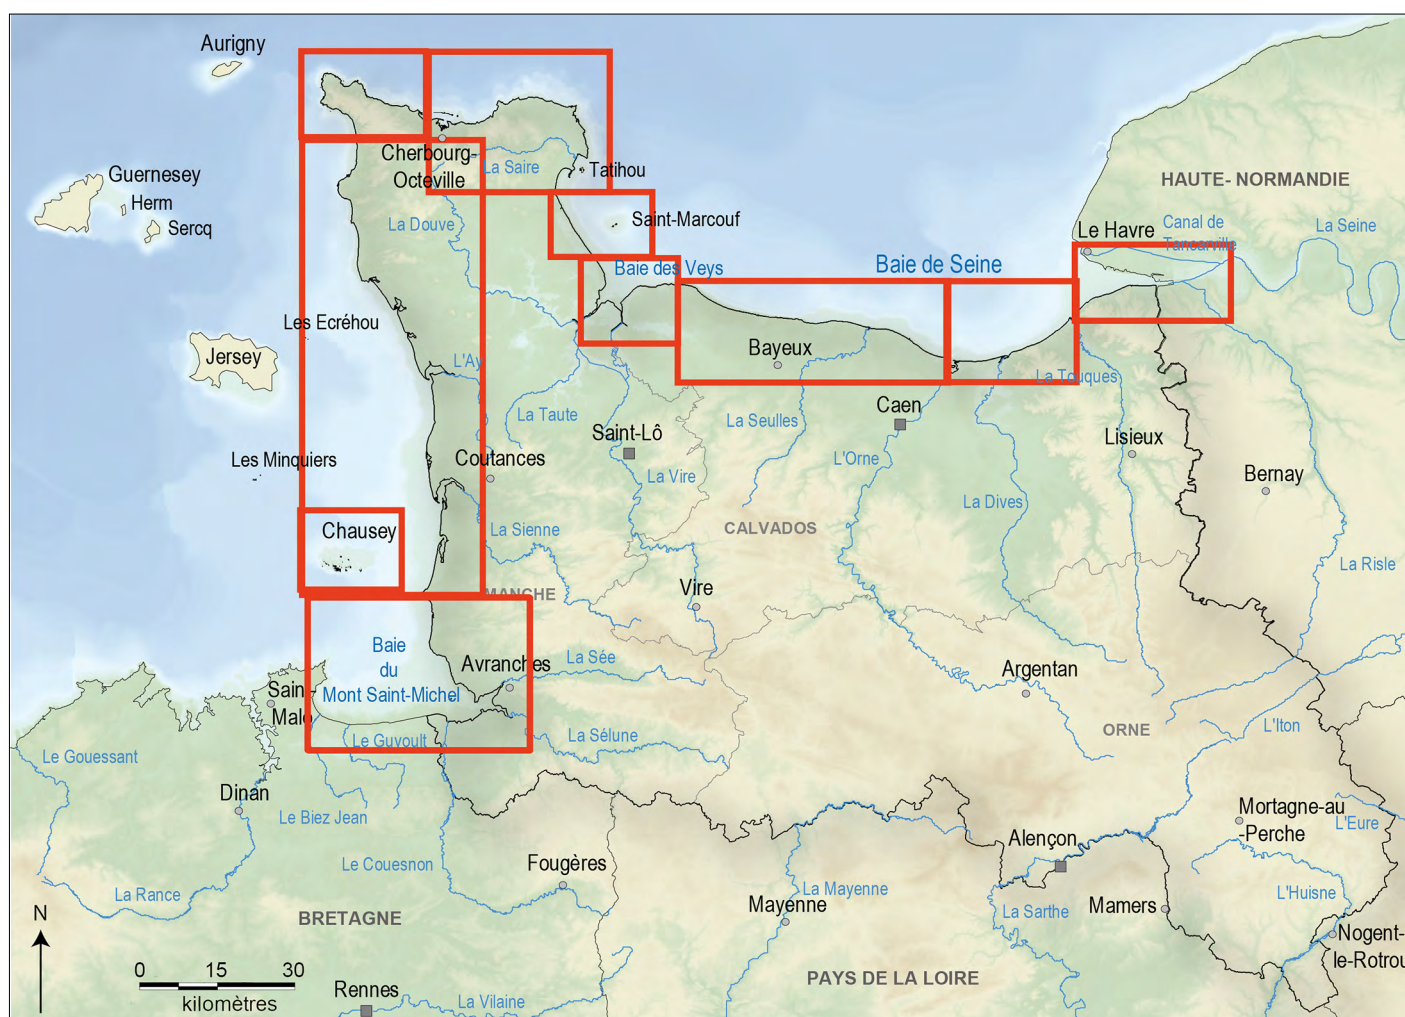 Aurigny
Cherbourg-
Octeville
La Saire
Tatihou
HAUTE- NORMANDIE
Guernesey
Herm
Sercq
La Douve
Saint-Marcouf
Le Havre
Canal de
Tancarville
La Seine
Baie des Veys
Baie de Seine
Les Ecréhou
Jersey
L'Ay
Bayeux
La Touques
La Taute
Saint-Lô
La Seulles
Caen
Lisieux
Les Minquiers
Coutances
La Vire
L'Orne
Bernay
Chausey
La Sienne
CALVADOS
La Dives
La Risle
MANCHE
Vire
Baie
du
Mont Saint-Michel
Avranches
La Sée
Argentan
Saint-
Malo
Le Guyoult
La Sélune
ORNE
L'Iton
Le Gouessant
Dinan
Le Biez Jean
Mortagne-au
-Perche
L'Eure
Alençon
Le Couesnon
Fougères
La Rance
Mayenne
La Mayenne
La Sarthe
Mamers
L'Huisne
BRETAGNE
N
Nogent-
le-Rotrou
0 15 30
kilomètres
Rennes
La Vilaine
PAYS DE LA LOIRE